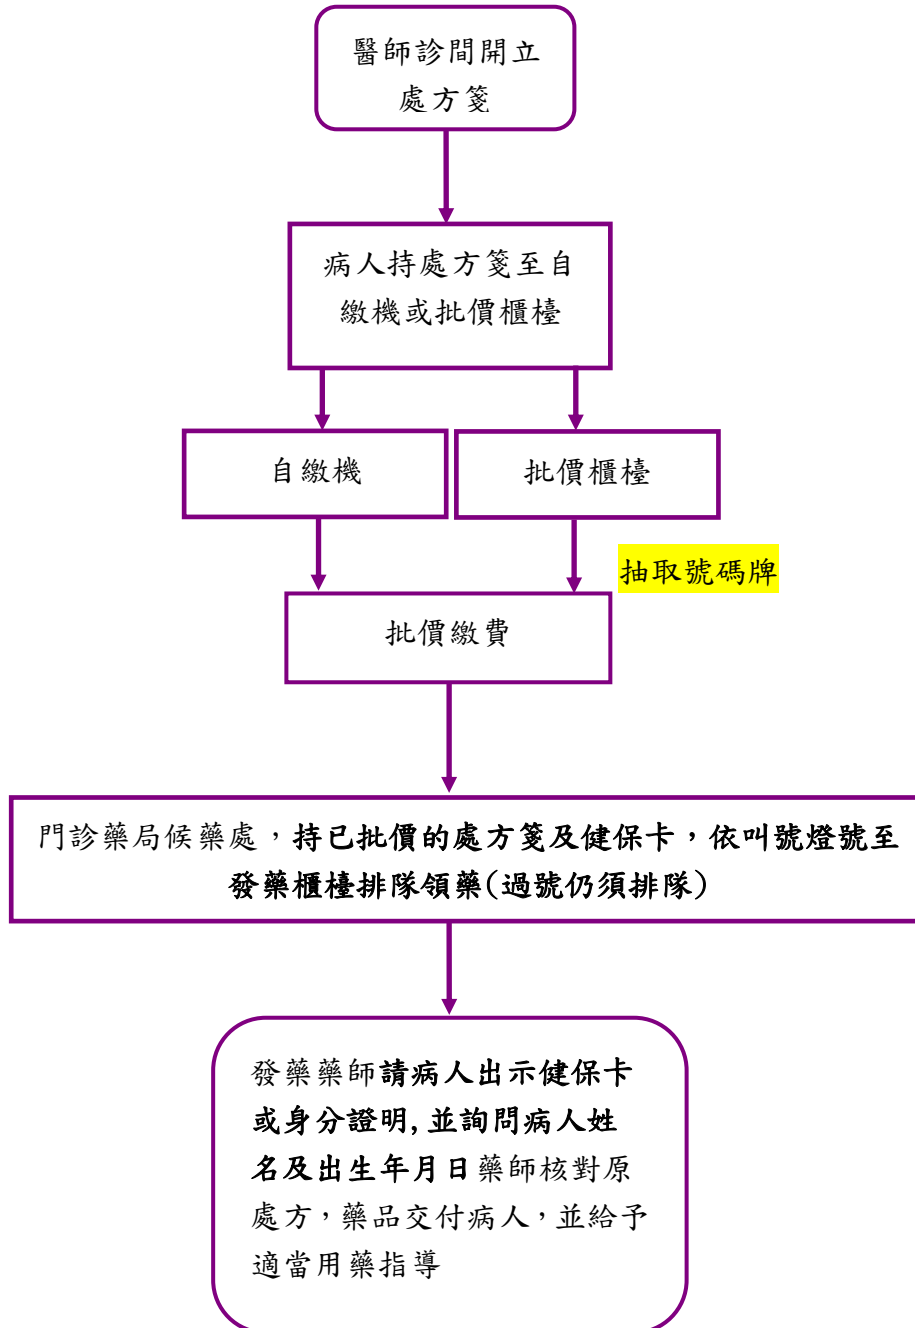 醫師診間開立
處方箋
病人持處方箋至自
繳機或批價櫃檯
自繳機
批價櫃檯
抽取號碼牌
批價繳費
門診藥局候藥處，持已批價的處方箋及健保卡，依叫號燈號至
發藥櫃檯排隊領藥(過號仍須排隊)
發藥藥師請病人出示健保卡
或身分證明,並詢問病人姓
名及出生年月日藥師核對原
處方，藥品交付病人，並給予
適當用藥指導